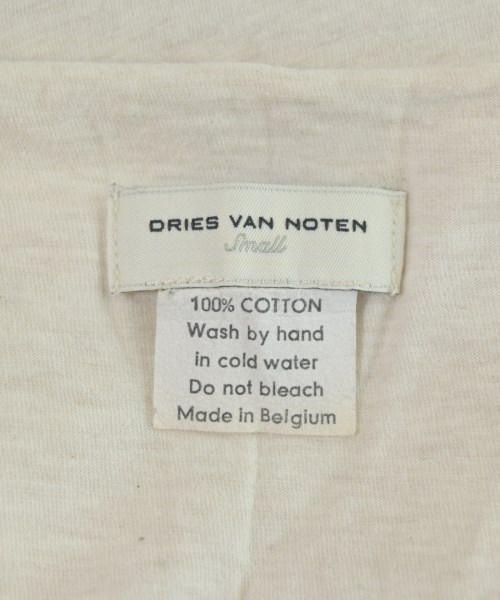 DRIES VAN NOTEN
Small
100% COTTON
Wash by hand
in cold water
Do not bleach
Made in Belgium